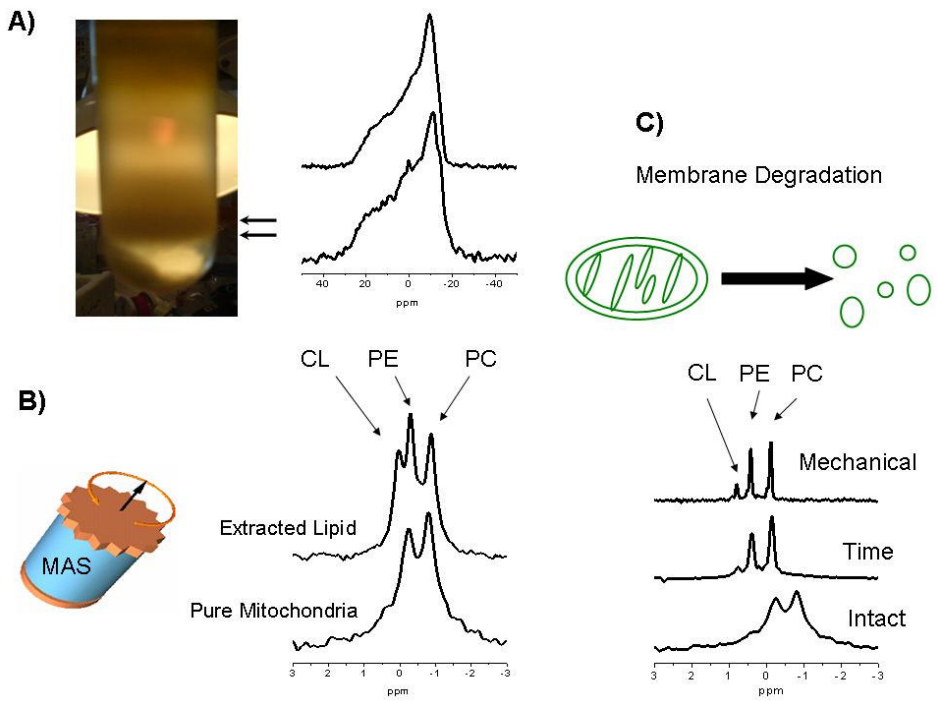 A)
40 20 0 -20 -40
ppm
C)
Membrane Degradation
B)
MAS
CL PE PC
Extracted Lipid
Pure Mitochondria
3 2 1 0 -1 -2 -3
ppm
CL PE PC
Mechanical
Time
Intact
3 2 1 0 -1 -2 -3
ppm